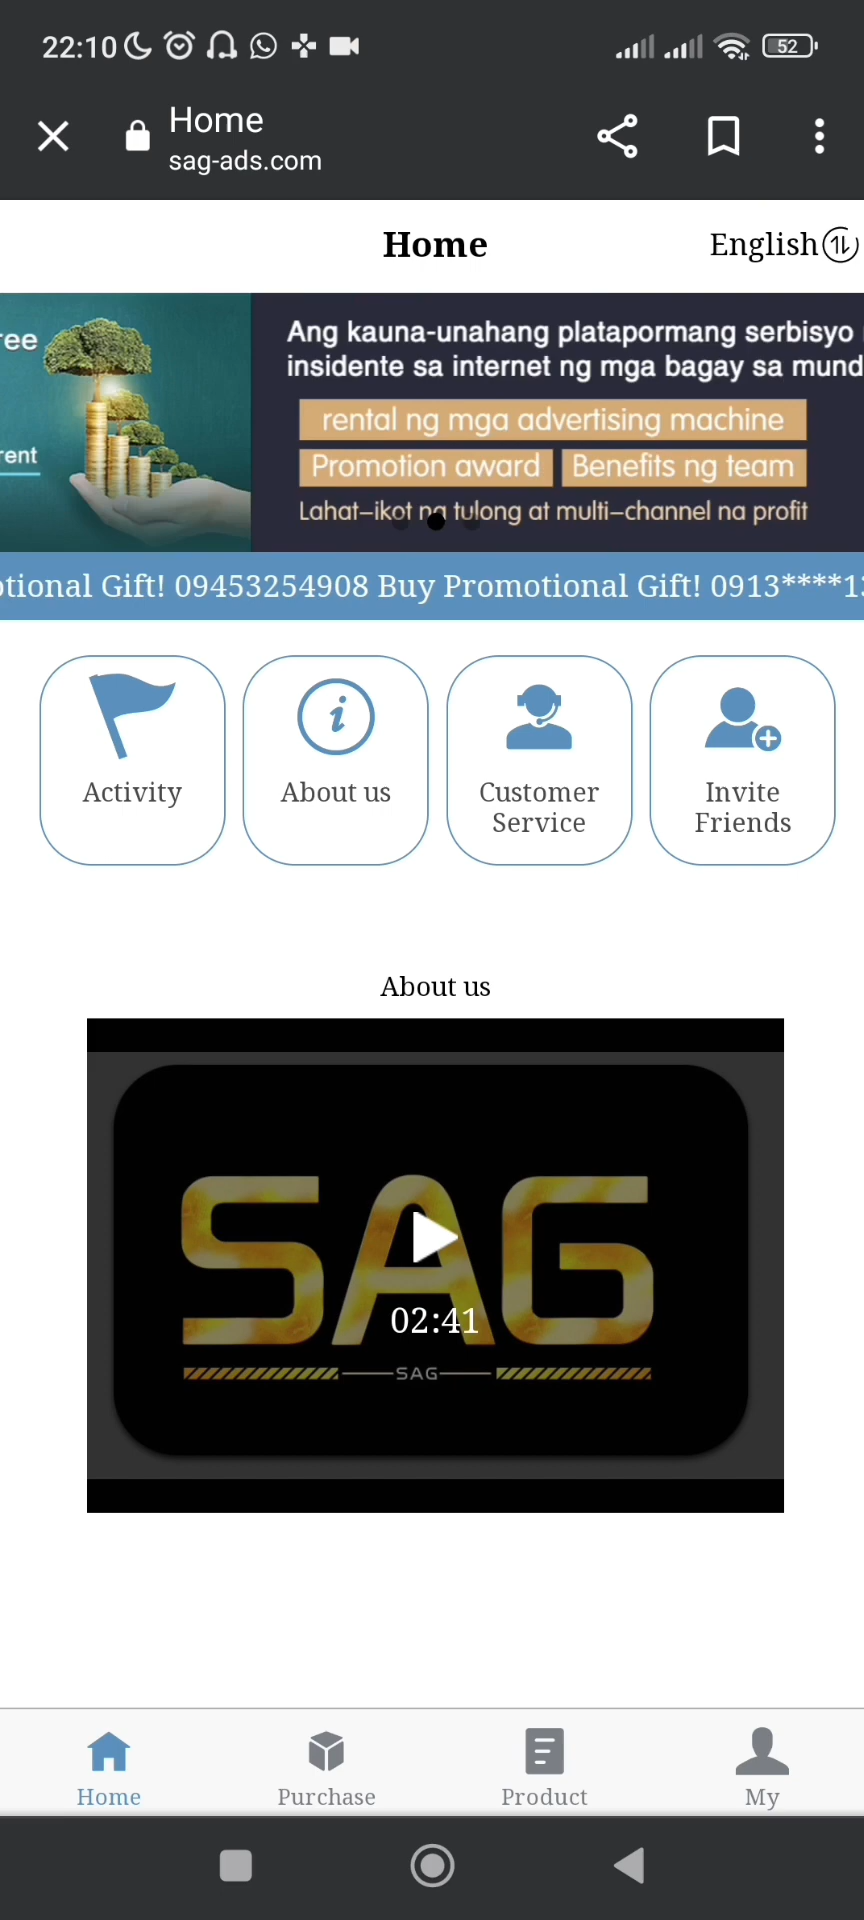 22:10
52
Home
sag-ads.com
Home
English
ree
rent
Ang kauna-unahang platapormang serbisyo
insidente sa internet ng mga bagay sa mund
rental ng mga advertising machine
Promotion award
Benefits ng team
Lahat-ikot ng tulong at multi-channel na profit
otional Gift! 09453254908 Buy Promotional Gift! 0913****13
Activity
About us
Customer
Service
Invite
Friends
About us
SAG
02:41
SAG
Home
Purchase
Product
My